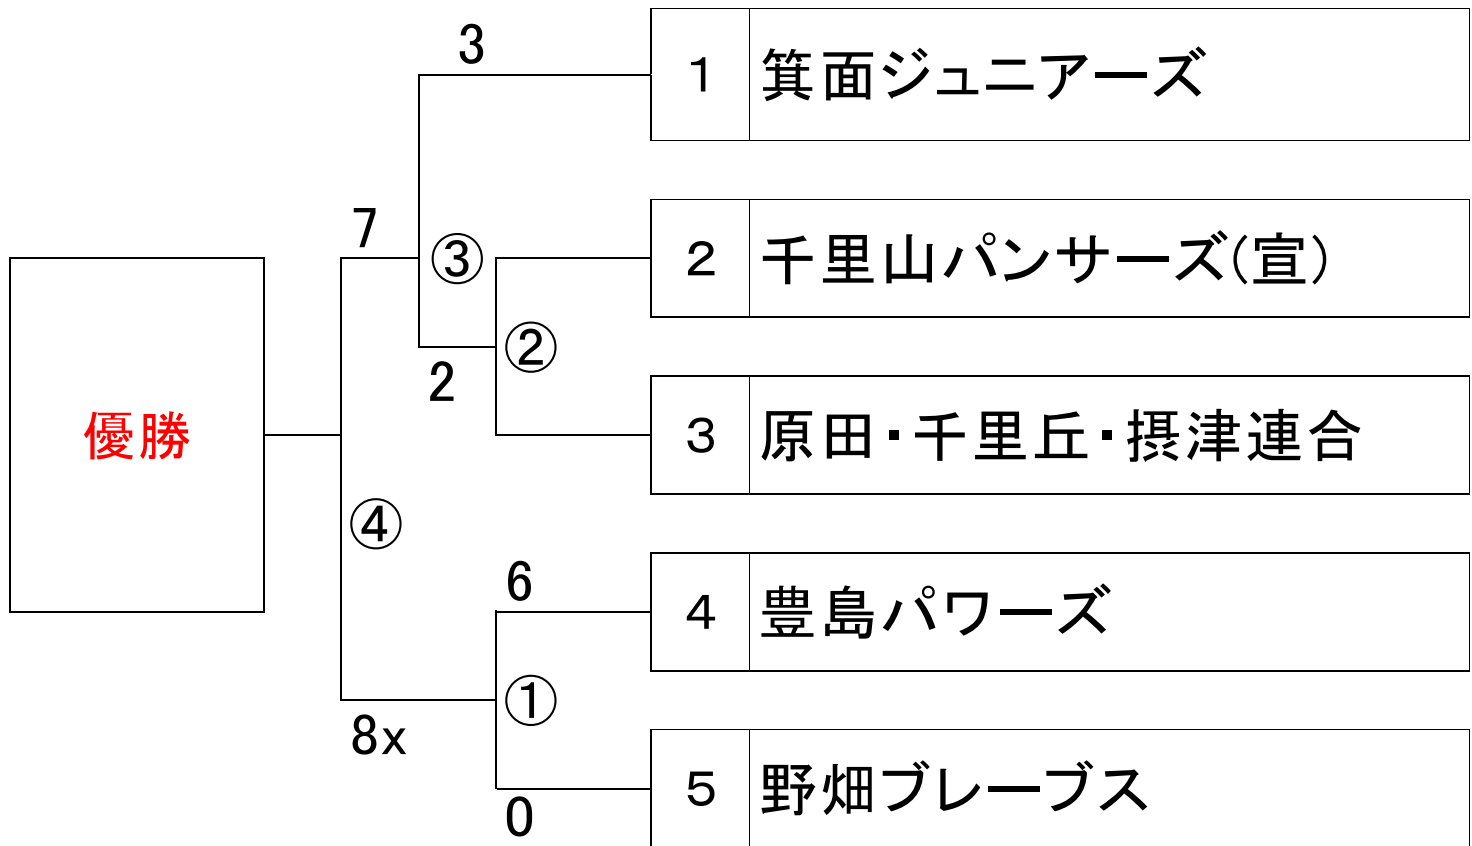 3
1 箕面ジュニアーズ
7
③
2 千里山パンサーズ(宣)
②
2
優勝
3 原田・千里丘・摂津連合
④
6
4 豊島パワーズ
①
8x
5 野畑ブレーブス
0